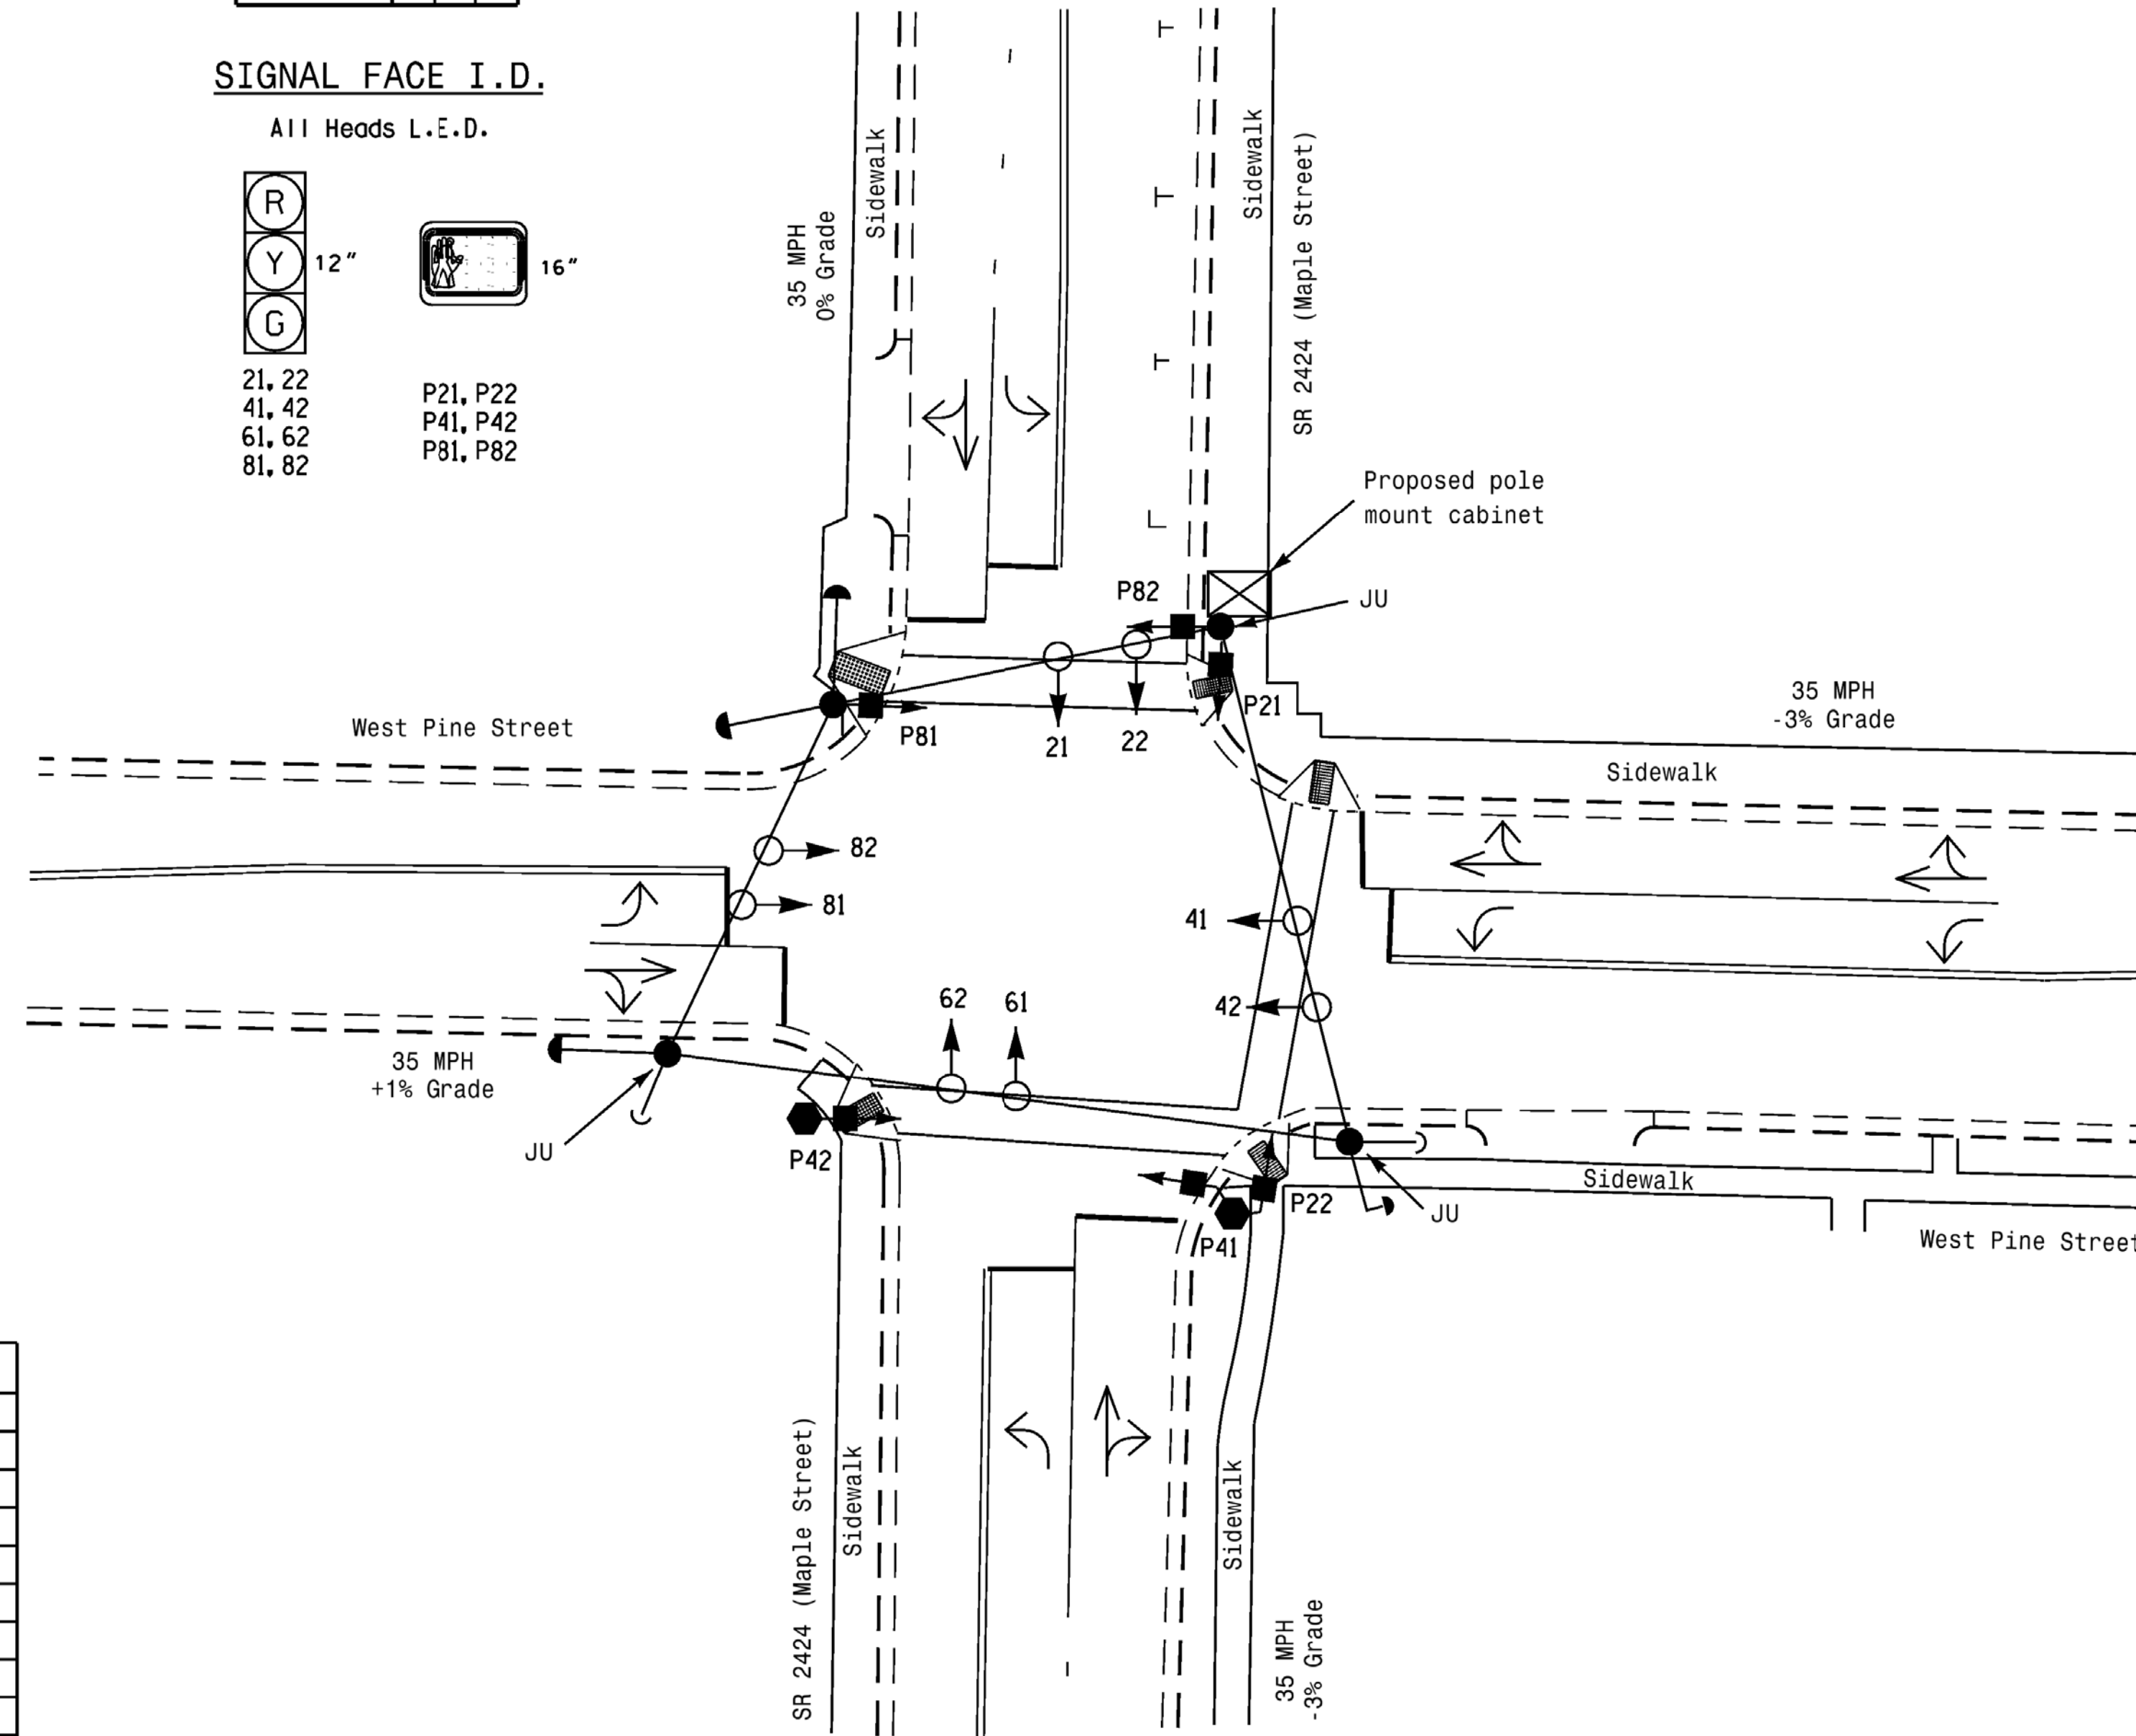 SIGNAL FACE I.D.
All Heads L.E.D.
R
Y
G
12"
16"
21, 22
41, 42
61, 62
81, 82
P21, P22
P41, P42
P81, P82
35 MPH
0% Grade
Sidewalk
Sidewalk
SR 2424 (Maple Street)
Proposed pole
mount cabinet
P82
JU
P81
21
22
P21
West Pine Street
35 MPH
-3% Grade
Sidewalk
82
81
41
42
62
61
35 MPH
+1% Grade
JU
P42
P41
P22
JU
Sidewalk
West Pine Street
SR 2424 (Maple Street)
Sidewalk
Sidewalk
35 MPH
-3% Grade